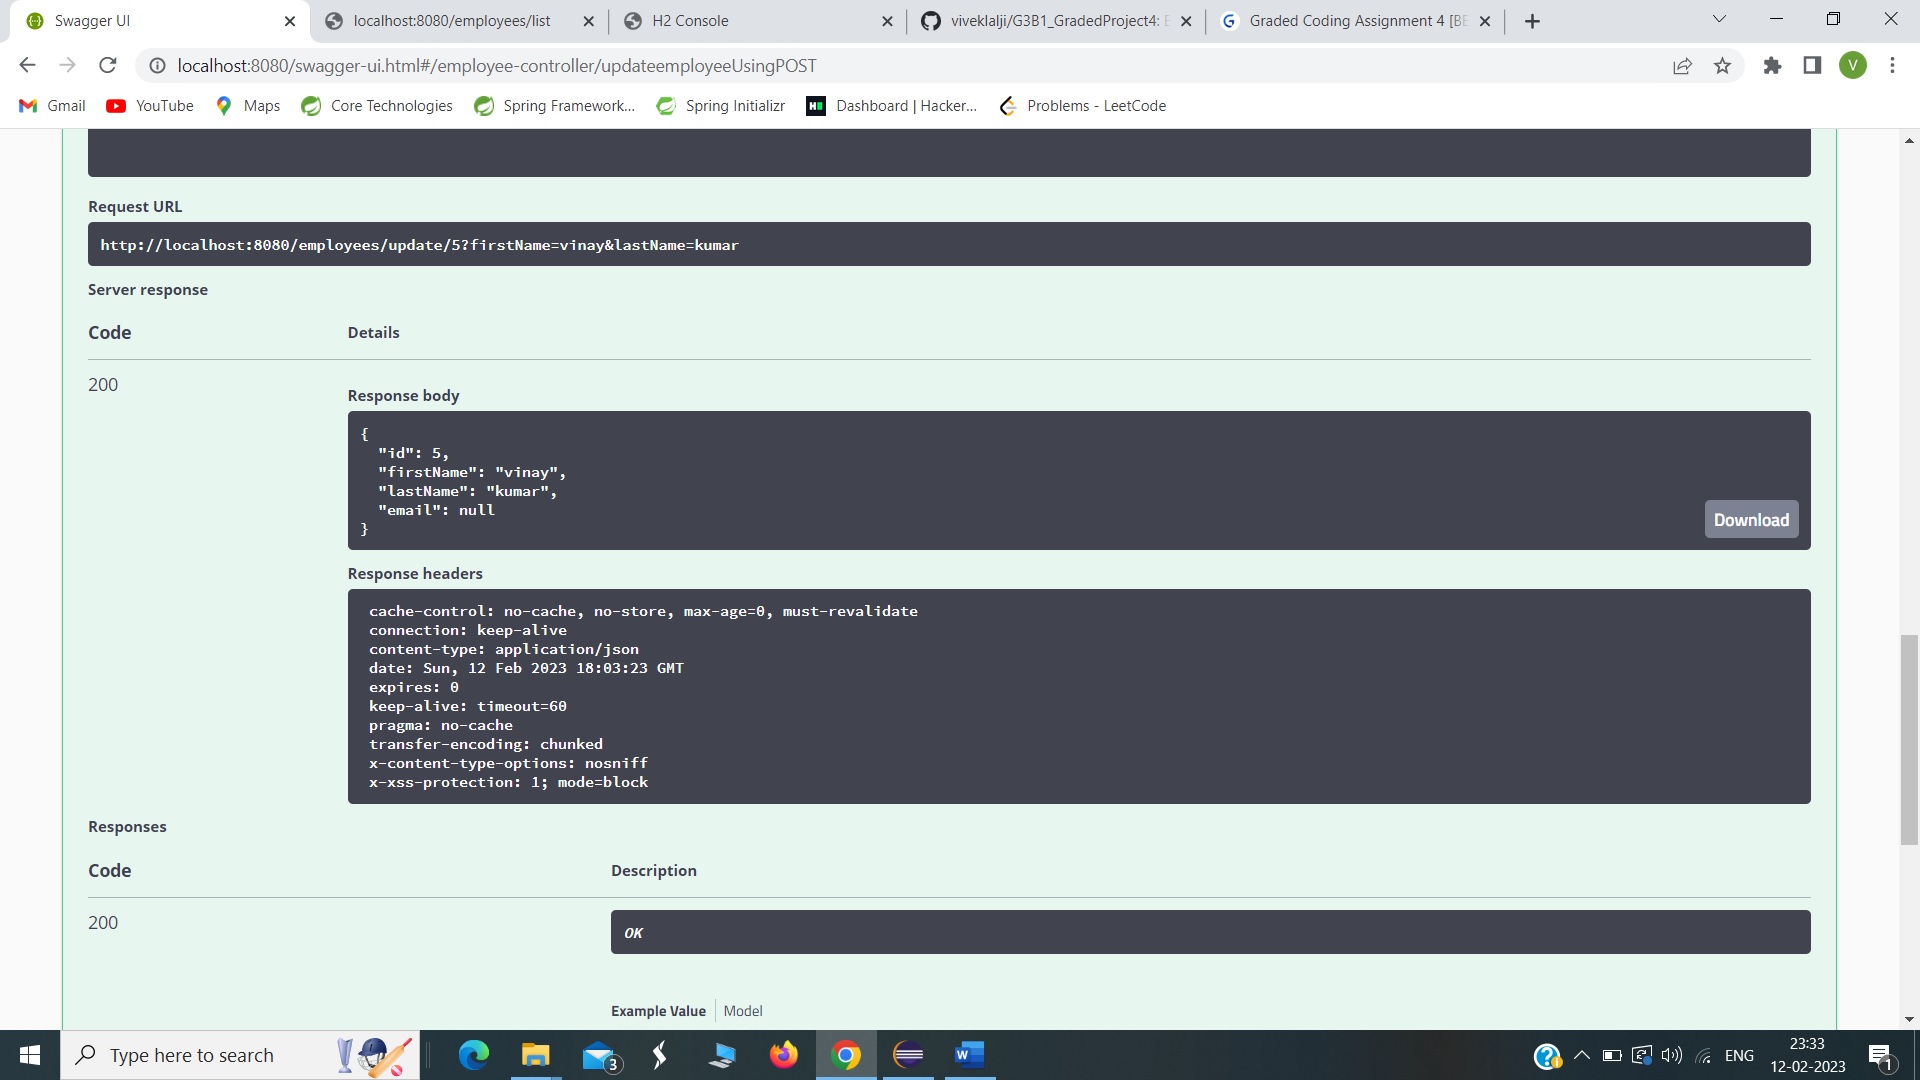 Swagger UI
localhost:8080/employees/list
H2 Console
viveklalji/G3B1_GradedProject4:
Graded Coding Assignment 4 [BE
localhost:8080/swagger-ui.html#/employee-controller/updateemployeeUsingPOST
V
Gmail
YouTube
Maps
Core Technologies
Spring Framework...
Spring Initializr
Dashboard | Hacker...
Problems - LeetCode
Request URL
http://localhost:8080/employees/update/5?firstName=vinay&lastName=kumar
Server response
Code
Details
200
Response body
{
"id": 5,
"firstName": "vinay",
"lastName": "kumar",
"email": null
}
Download
Response headers
cache-control: no-cache, no-store, max-age=0, must-revalidate
connection: keep-alive
content-type: application/json
date: Sun, 12 Feb 2023 18:03:23 GMT
expires: 0
keep-alive: timeout=60
pragma: no-cache
transfer-encoding: chunked
x-content-type-options: nosniff
x-xss-protection: 1; mode=block
Responses
Code
Description
200
OK
Example Value
Model
Type here to search
3
ENG
23:33
12-02-2023
1